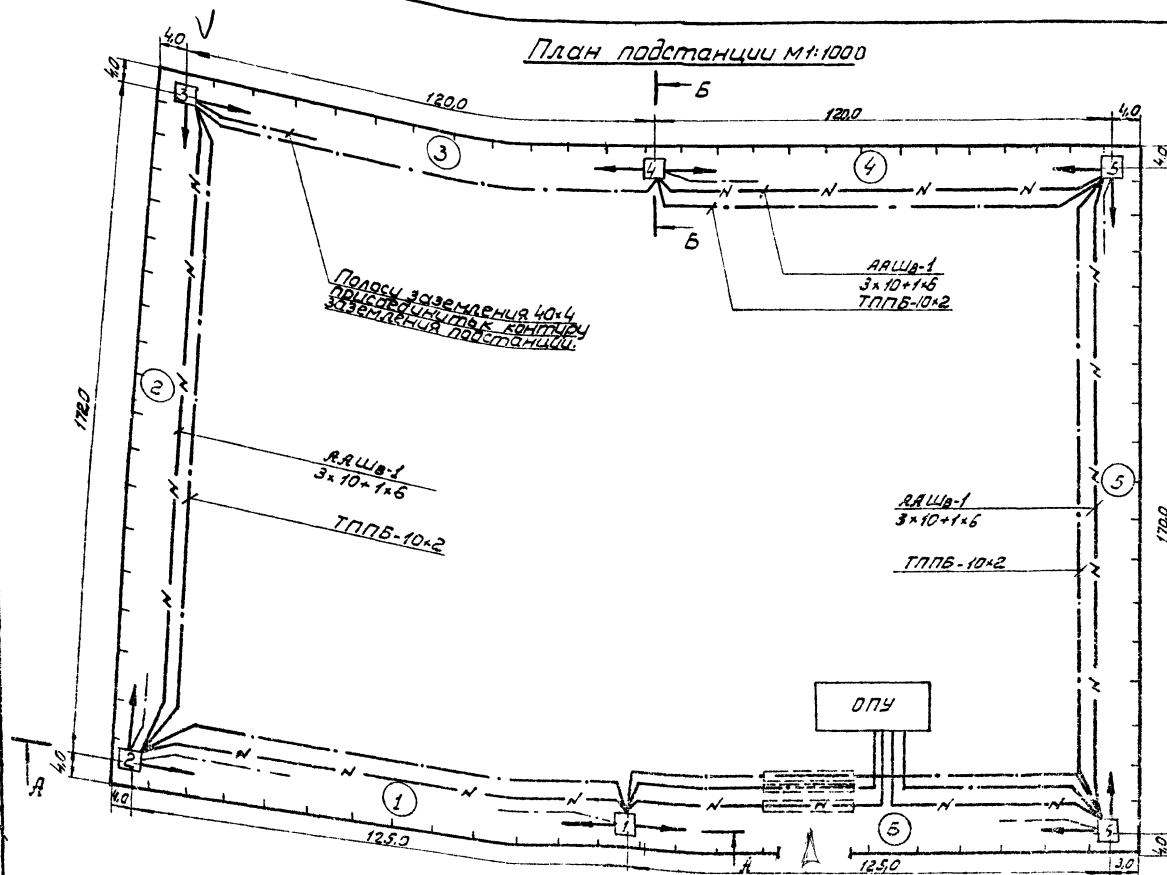 План подстанции М1:1000
4,0
4,0
120,0
Б
120,0
4,0
4,0
3
3
4
4
5
Б
ААШв-1
3×10+1×6
ТППБ-10×2
Полосу заземления 40×4
присоединить к контуру
заземления подстанции.
172,0
2
ААШв-1
3×10+1×6
ТППБ-10×2
ААШв-1
3×10+1×6
ТППБ-10×2
5
170,0
ОПУ
2
А
4,0
4,0
1
125,0
1
6
А
125,0
3,0
4,0